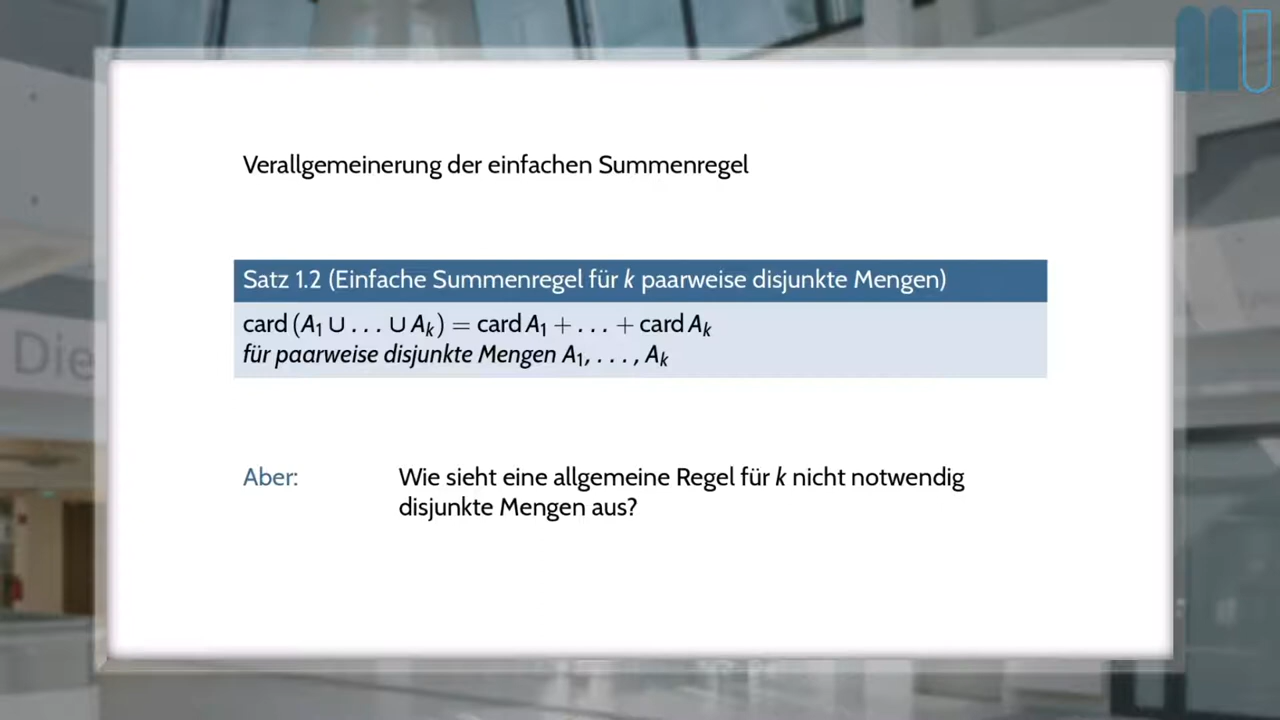 Verallgemeinerung der einfachen Summenregel
Satz 1.2 (Einfache Summenregel für k paarweise disjunkte Mengen)
card (A₁ ∪ . . . ∪ Aₖ) = card A₁ + . . . + card Aₖ
für paarweise disjunkte Mengen A₁, . . . , Aₖ
Die
Aber: Wie sieht eine allgemeine Regel für k nicht notwendig
disjunkte Mengen aus?